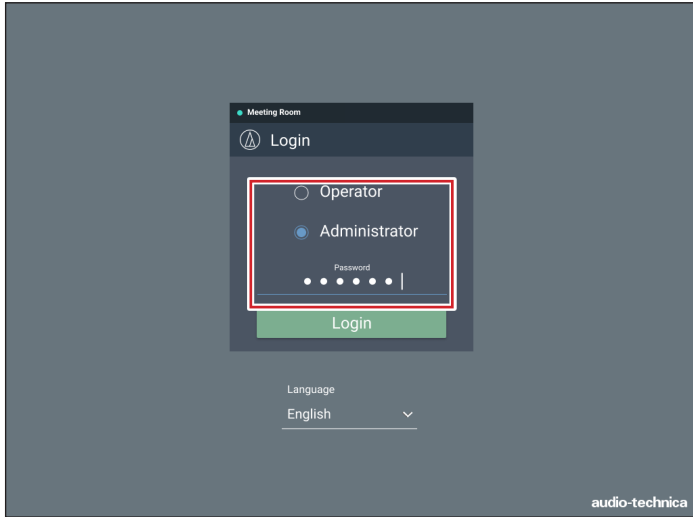 Meeting Room
Login
Operator
Administrator
Password
Login
Language
English
audio-technica